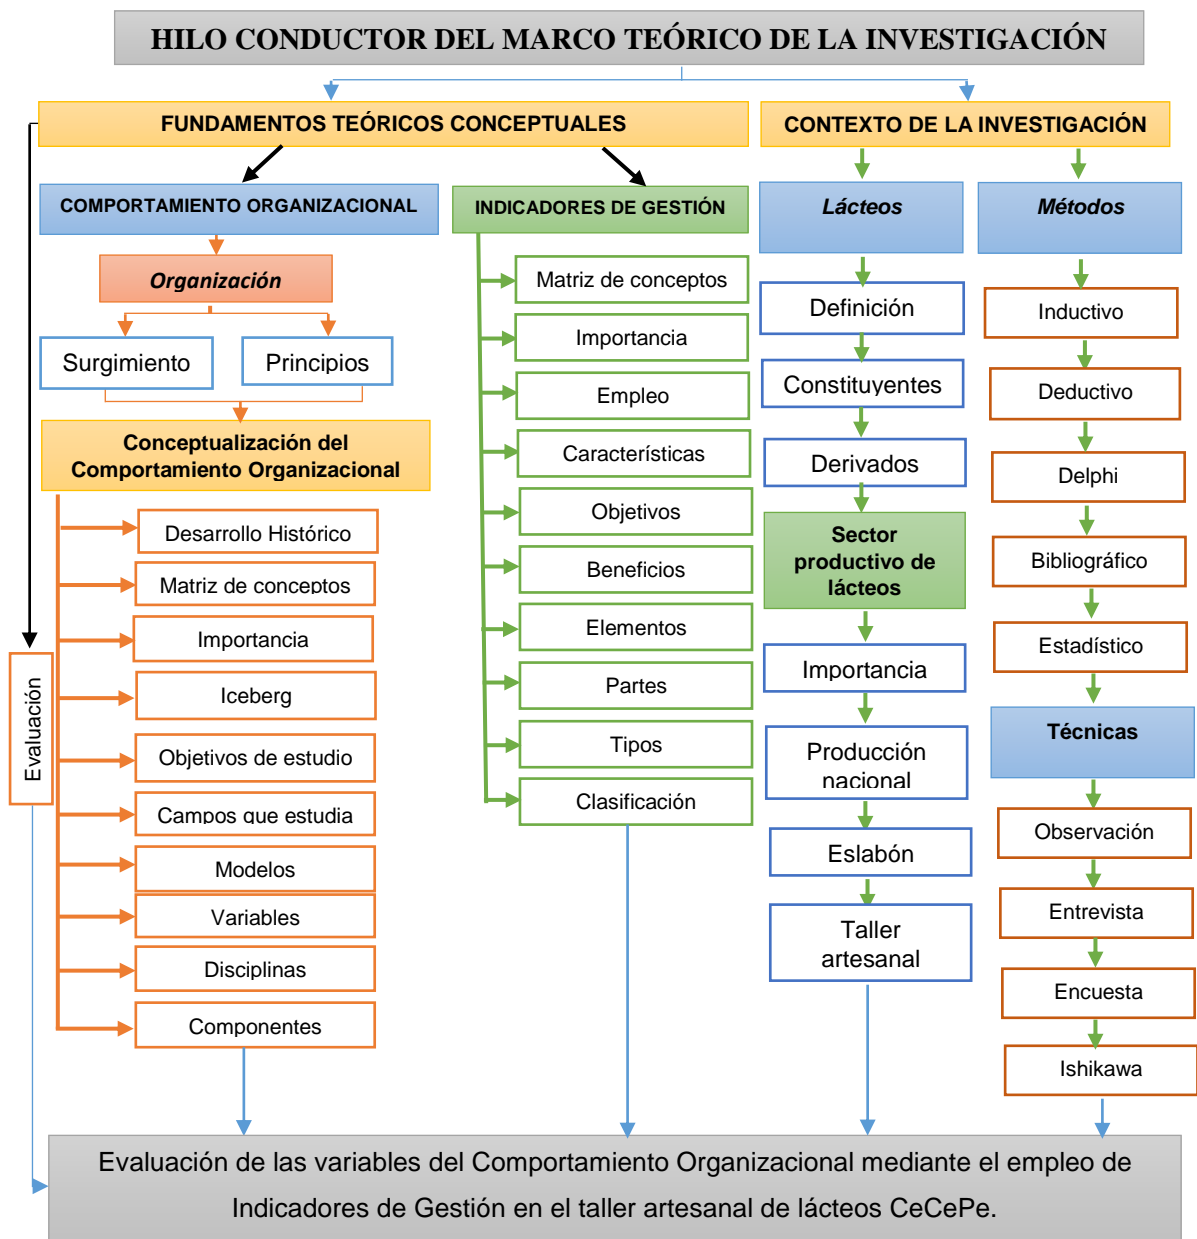 HILO CONDUCTOR DEL MARCO TEÓRICO DE LA INVESTIGACIÓN
FUNDAMENTOS TEÓRICOS CONCEPTUALES
CONTEXTO DE LA INVESTIGACIÓN
COMPORTAMIENTO ORGANIZACIONAL
INDICADORES DE GESTIÓN
Lácteos
Métodos
Organización
Surgimiento
Principios
Conceptualización del
Comportamiento Organizacional
Desarrollo Histórico
Matriz de conceptos
Importancia
Iceberg
Objetivos de estudio
Campos que estudia
Modelos
Variables
Disciplinas
Componentes
Evaluación
Matriz de conceptos
Importancia
Empleo
Características
Objetivos
Beneficios
Elementos
Partes
Tipos
Clasificación
Definición
Constituyentes
Derivados
Sector
productivo de
lácteos
Importancia
Producción
nacional
Eslabón
Taller
artesanal
Inductivo
Deductivo
Delphi
Bibliográfico
Estadístico
Técnicas
Observación
Entrevista
Encuesta
Ishikawa
Evaluación de las variables del Comportamiento Organizacional mediante el empleo de
Indicadores de Gestión en el taller artesanal de lácteos CeCePe.